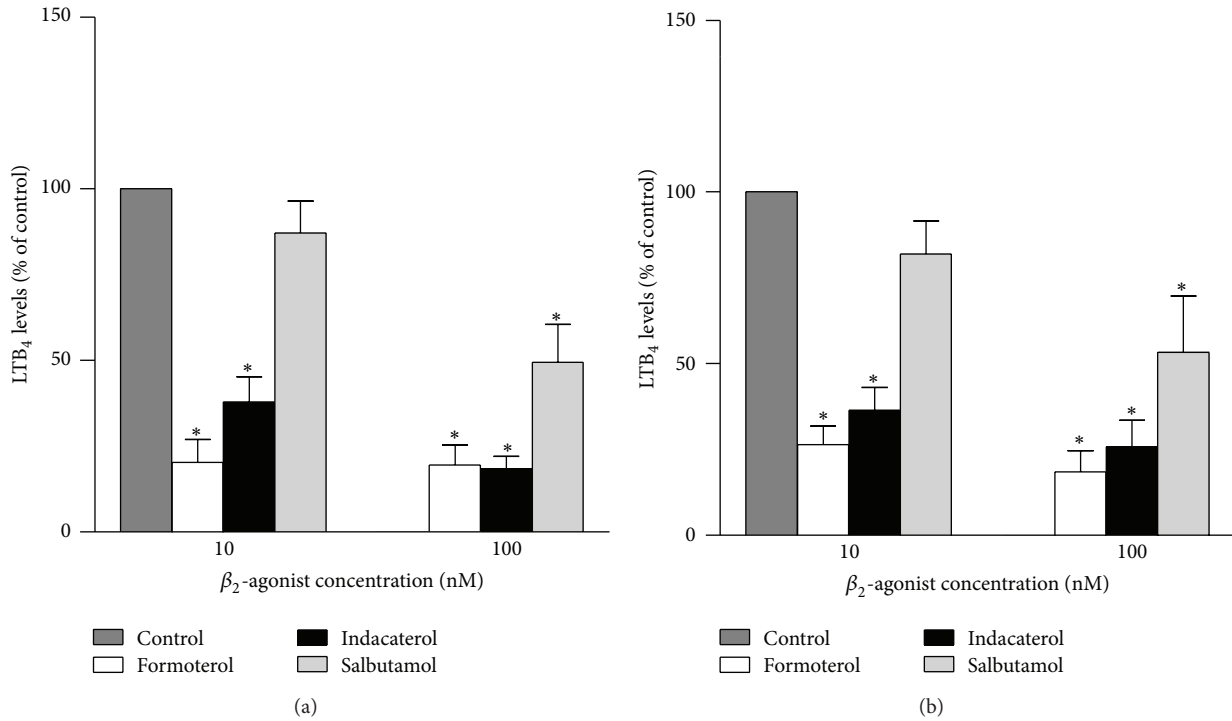 150
100
50
0
LTB₄ levels (% of control)
*
*
*
*
*
10
100
β₂-agonist concentration (nM)
Control
Indacaterol
Formoterol
Salbutamol
(a)
150
100
50
0
LTB₄ levels (% of control)
*
*
*
*
*
10
100
β₂-agonist concentration (nM)
Control
Indacaterol
Formoterol
Salbutamol
(b)